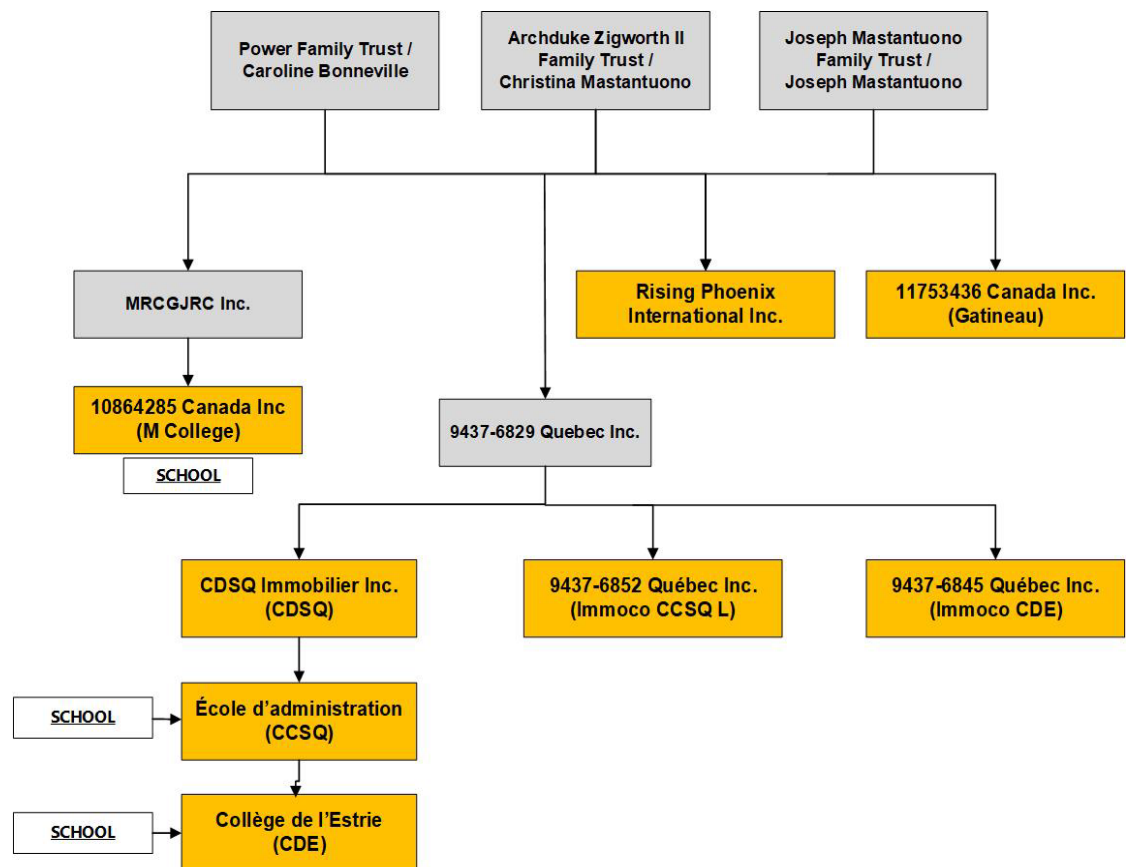 Power Family Trust /
Caroline Bonneville
Archduke Zigworth II
Family Trust /
Christina Mastantuono
Joseph Mastantuono
Family Trust /
Joseph Mastantuono
MRCGJRC Inc.
Rising Phoenix
International Inc.
11753436 Canada Inc.
(Gatineau)
10864285 Canada Inc
(M College)
SCHOOL
9437-6829 Quebec Inc.
CDSQ Immobilier Inc.
(CDSQ)
9437-6852 Québec Inc.
(Immoco CCSQ L)
9437-6845 Québec Inc.
(Immoco CDE)
SCHOOL
École d'administration
(CCSQ)
SCHOOL
Collège de l'Estrie
(CDE)